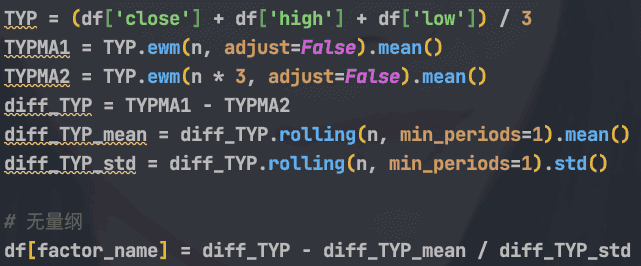 TYP = (df['close'] + df['high'] + df['low']) / 3
TYPMA1 = TYP.ewm(n, adjust=False).mean()
TYPMA2 = TYP.ewm(n * 3, adjust=False).mean()
diff_TYP = TYPMA1 - TYPMA2
diff_TYP_mean = diff_TYP.rolling(n, min_periods=1).mean()
diff_TYP_std = diff_TYP.rolling(n, min_periods=1).std()
# 无量纲
df[factor_name] = diff_TYP - diff_TYP_mean / diff_TYP_std